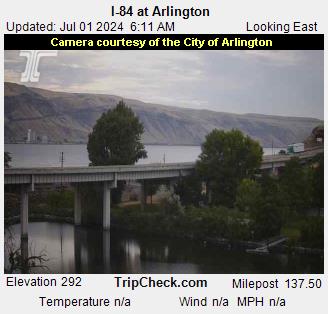 I-84 at Arlington
Updated: Jul 01 2024 6:11 AM Looking East
Camera courtesy of the City of Arlington
Elevation 292 TripCheck.com Milepost 137.50
Temperature n/a Wind n/a MPH n/a